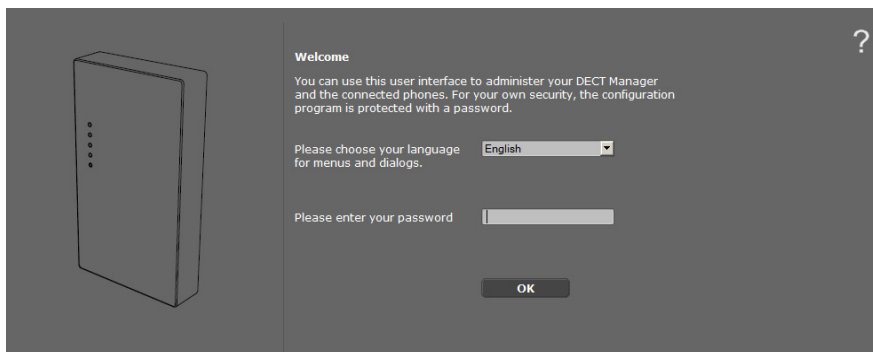 ?
Welcome
You can use this user interface to administer your DECT Manager
and the connected phones. For your own security, the configuration
program is protected with a password.
Please choose your language
for menus and dialogs.
English
Please enter your password
OK